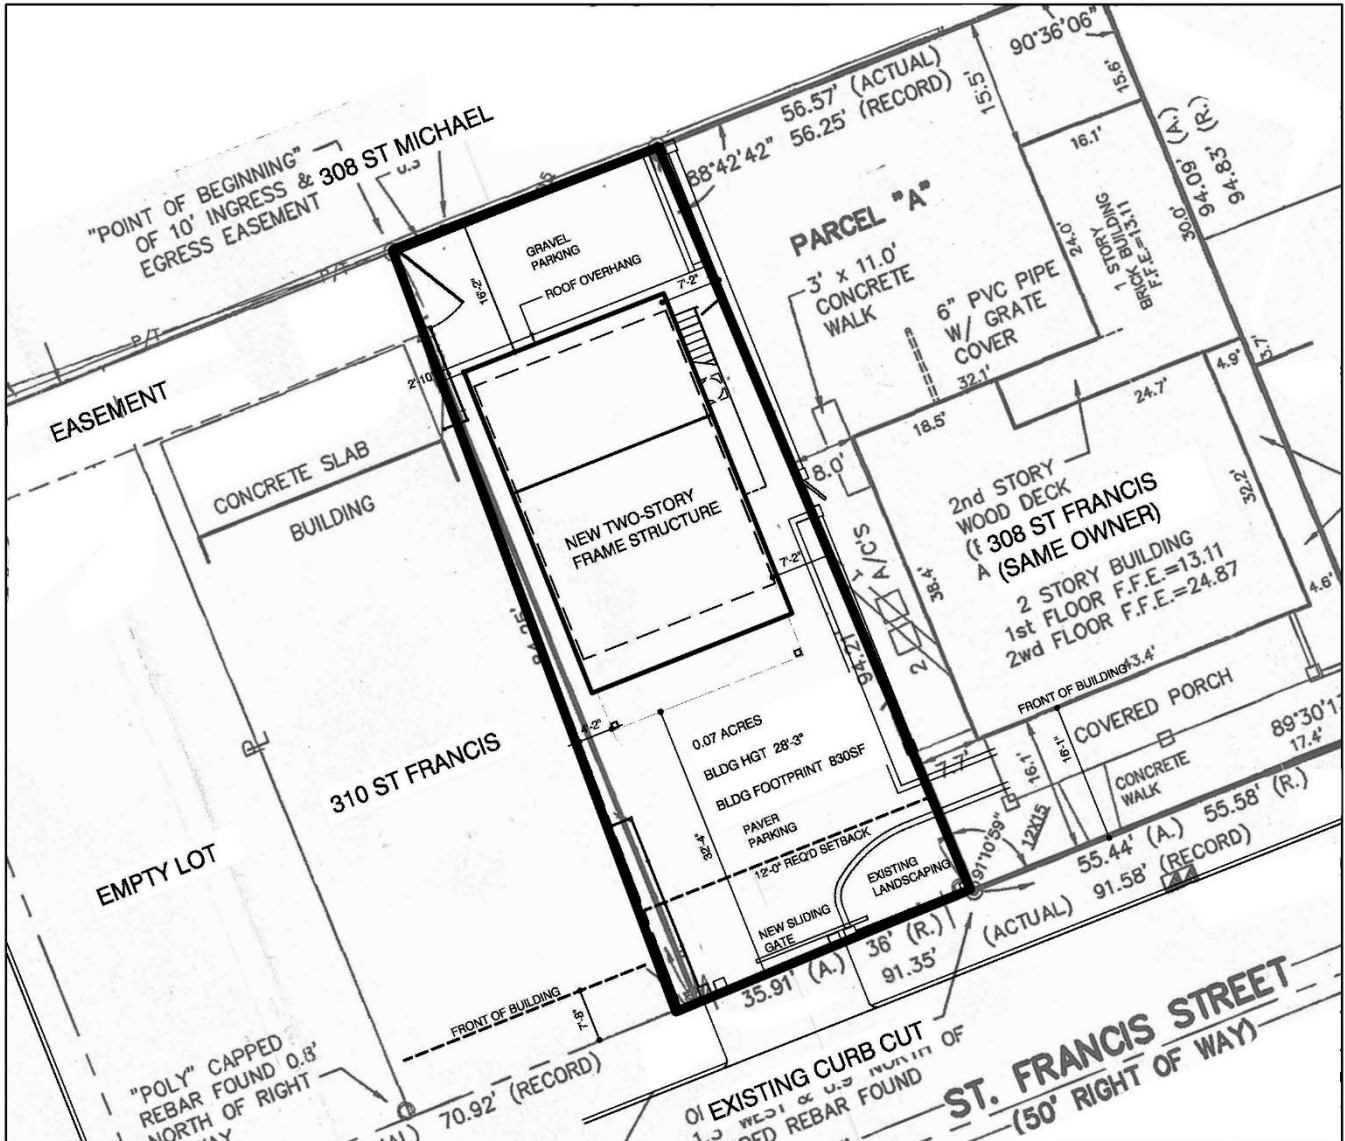 "POINT OF BEGINNING"
OF 10' INGRESS &
EGRESS EASEMENT
308 ST MICHAEL
0.3
P/T
P/T
EASEMENT
CONCRETE SLAB
BUILDING
310 ST FRANCIS
EMPTY LOT
GRAVEL
PARKING
ROOF OVERHANG
16'-2"
7'-2"
2'-10"
NEW TWO-STORY
FRAME STRUCTURE
7'-2"
4'-2"
0.07 ACRES
BLDG HGT 28'-3"
BLDG FOOTPRINT 830SF
PAVER
PARKING
32'-4"
12'-0" REQ'D SETBACK
EXISTING
LANDSCAPING
NEW SLIDING
GATE
94.21
56.57' (ACTUAL)
56.25' (RECORD)
88°42'42"
90°36'06"
15.5'
15.6'
16.1'
94.09' (A.)
94.83' (R.)
30.0'
24.0'
1 STORY
BRICK BUILDING
F.F.E.=13.11
PARCEL "A"
3' x 11.0'
CONCRETE
WALK
6" PVC PIPE
W/ GRATE
COVER
32.1'
18.5'
24.7'
4.9'
3.7'
8.0'
A/C'S
38.4'
32.2'
2nd STORY
WOOD DECK
308 ST FRANCIS
(SAME OWNER)
2 STORY BUILDING
1st FLOOR F.F.E.=13.11
2wd FLOOR F.F.E.=24.87
4.6'
43.4'
FRONT OF BUILDING
COVERED PORCH
CONCRETE
WALK
7.7'
16.1'
16'-1"
12X15
91°10'59"
89°30'1
17.4'
55.44' (A.)
55.58' (R.)
(ACTUAL)
91.58' (RECORD)
35.91' (A.)
36' (R.)
91.35'
FRONT OF BUILDING
7'-8"
70.92' (RECORD)
"POLY" CAPPED
REBAR FOUND 0.8'
NORTH OF RIGHT
EXISTING CURB CUT
NORTH OF
REBAR FOUND
ST. FRANCIS STREET
(50' RIGHT OF WAY)